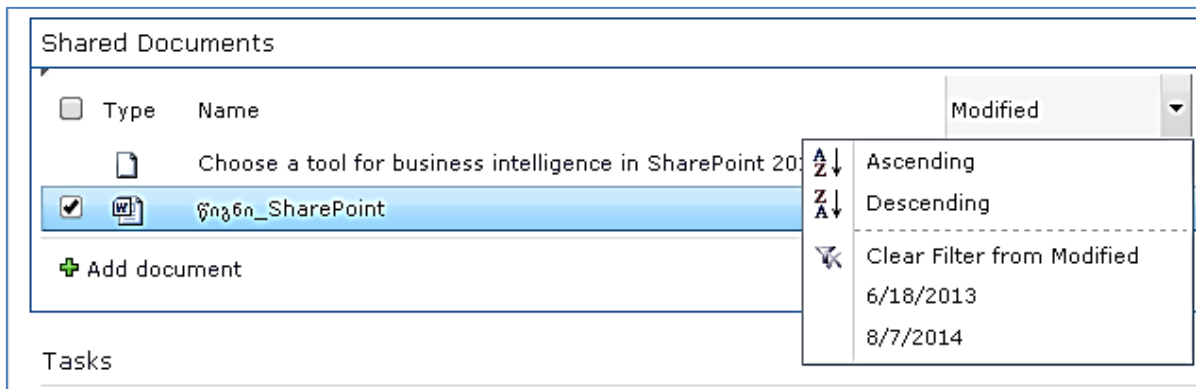 Shared Documents
Type Name Modified
Choose a tool for business intelligence in SharePoint
წიგნი_SharePoint
Add document
Ascending
Descending
Clear Filter from Modified
6/18/2013
8/7/2014
Tasks